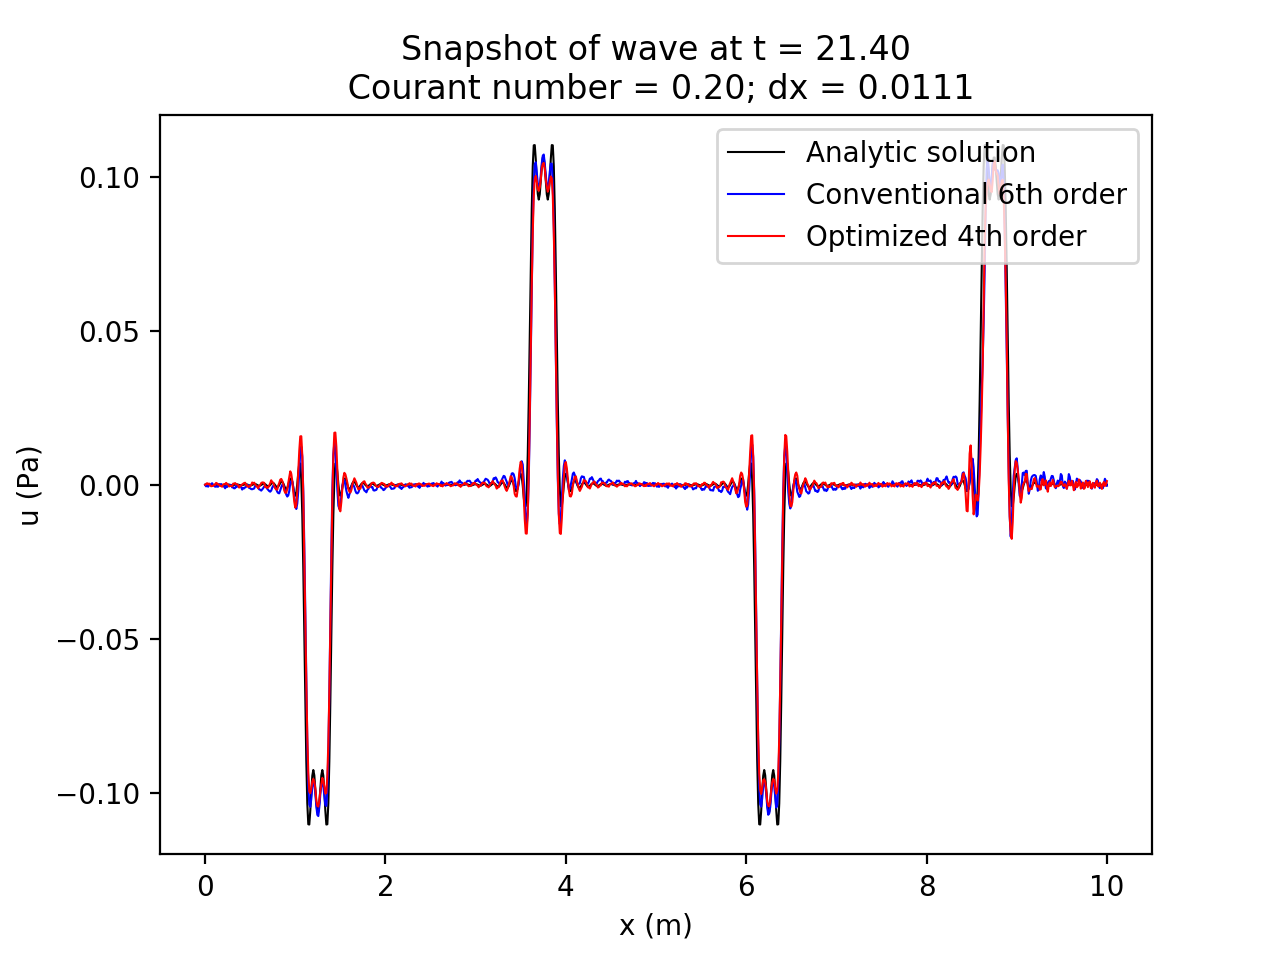 Snapshot of wave at t = 21.40
Courant number = 0.20; dx = 0.0111
Analytic solution
Conventional 6th order
Optimized 4th order
0.10
0.05
0.00
−0.05
−0.10
u (Pa)
0 2 4 6 8 10
x (m)